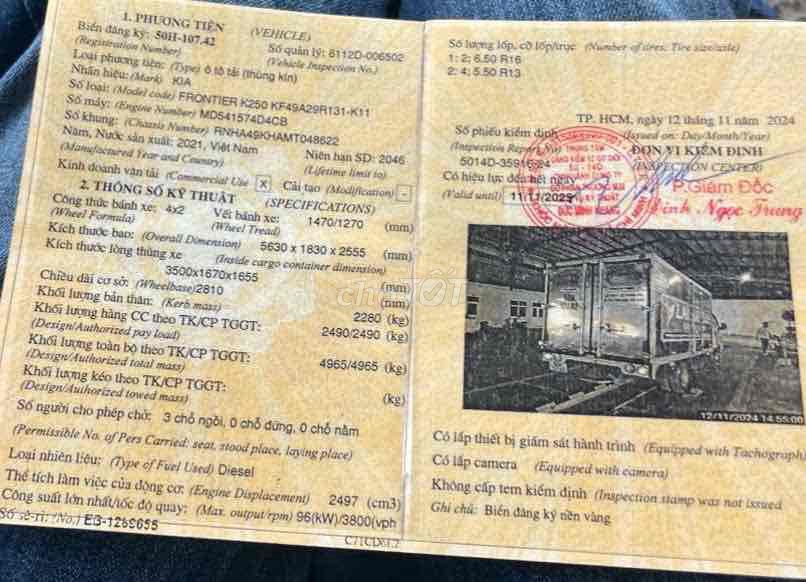 1. PHƯƠNG TIỆN (VEHICLE)
Biển đăng ký: 50H-107.42
(Registration Number)
Số quản lý: 6112D-006502
(Vehicle Inspection No.)
Loại phương tiện: (Type) ô tô tải (thùng kín)
Nhãn hiệu: (Mark) KIA
Số loại: (Model code) FRONTIER K250 KF49A29R131-K11
Số máy: (Engine Number) MD541574D4CB
Số khung: (Chassis Number) RNHA49KHAMT048622
Năm, Nước sản xuất: 2021, Việt Nam
Niên hạn SD: 2046
(Manufactured Year and Country)
(Lifetime limit to)
Kinh doanh vận tải (Commercial Use X Cải tạo (Modification) -
2. THÔNG SỐ KỸ THUẬT (SPECIFICATIONS)
Công thức bánh xe: 4x2 Vết bánh xe: 1470/1270 (mm)
(Wheel Formula) (Wheel Tread)
Kích thước bao: (Overall Dimension) 5630 x 1830 x 2555 (mm)
Kích thước lòng thùng xe (Inside cargo container dimension)
3500x1670x1655 (mm)
Chiều dài cơ sở: (Wheelbase) 2810 (mm)
Khối lượng bản thân: (Kerb mass) 2280 (kg)
Khối lượng hàng CC theo TK/CP TGGT: 2490/2490 (kg)
(Design/Authorized pay load)
Khối lượng toàn bộ theo TK/CP TGGT: 4965/4965 (kg)
(Design/Authorized total mass)
Khối lượng kéo theo TK/CP TGGT: (kg)
(Design/Authorized towed mass)
Số người cho phép chở: 3 chỗ ngồi, 0 chỗ đứng, 0 chỗ nằm
(Permissible No. of Pers Carried: seat, stood place, laying place)
Loại nhiên liệu: (Type of Fuel Used) Diesel
Thể tích làm việc của động cơ: (Engine Displacement) 2497 (cm3)
Công suất lớn nhất/tốc độ quay: (Max. output/rpm) 96(kW)/3800(vph
Số sê-ri: (No.) EB-1269655
Số lượng lốp, cỡ lốp/trục (Number of tires: Tire size/axle)
1: 2; 6.50 R16
2: 4; 5.50 R13
TP. HCM, ngày 12 tháng 11 năm 2024
Số phiếu kiểm định (Issued on: Day/Month/Year)
(Inspection Report No) ĐƠN VỊ KIỂM ĐỊNH
5014D-35916-24 (INSPECTION CENTER)
Có hiệu lực đến hết ngày
(Valid until) 11/11/2025
P.Giám Đốc
Đinh Ngọc Trung
chợTỐT
12/11/2024 14:55:00
Có lắp thiết bị giám sát hành trình (Equipped with Tachograph)
Có lắp camera (Equipped with camera)
Không cấp tem kiểm định (Inspection stamp was not issued
Ghi chú: Biển đăng ký nền vàng